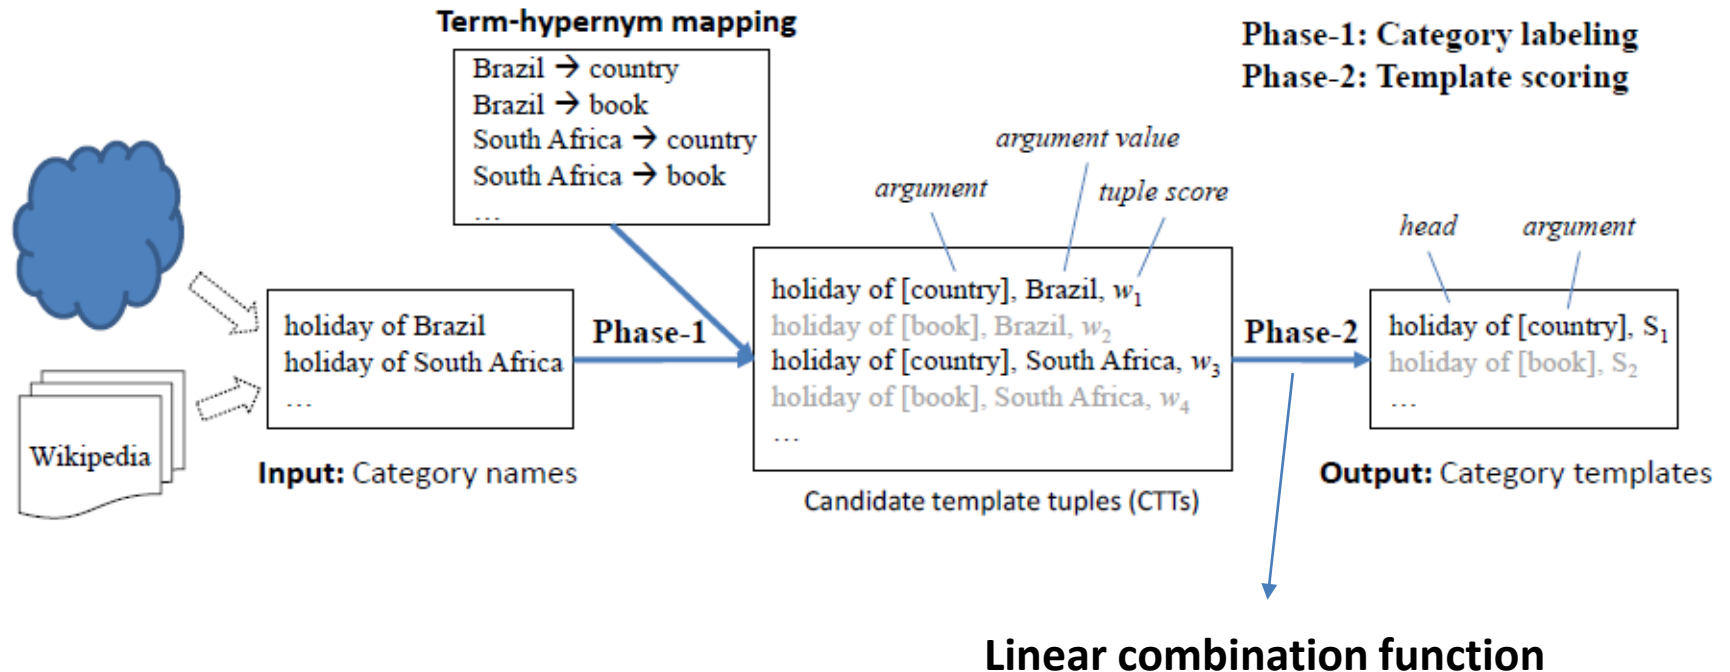 Term-hypernym mapping
Brazil → country
Brazil → book
South Africa → country
South Africa → book
...
Phase-1: Category labeling
Phase-2: Template scoring
argument value
argument
tuple score
head
argument
Wikipedia
holiday of Brazil
holiday of South Africa
...
Input: Category names
Phase-1
holiday of [country], Brazil, w1
holiday of [book], Brazil, w2
holiday of [country], South Africa, w3
holiday of [book], South Africa, w4
...
Candidate template tuples (CTTs)
Phase-2
holiday of [country], S1
holiday of [book], S2
...
Output: Category templates
Linear combination function